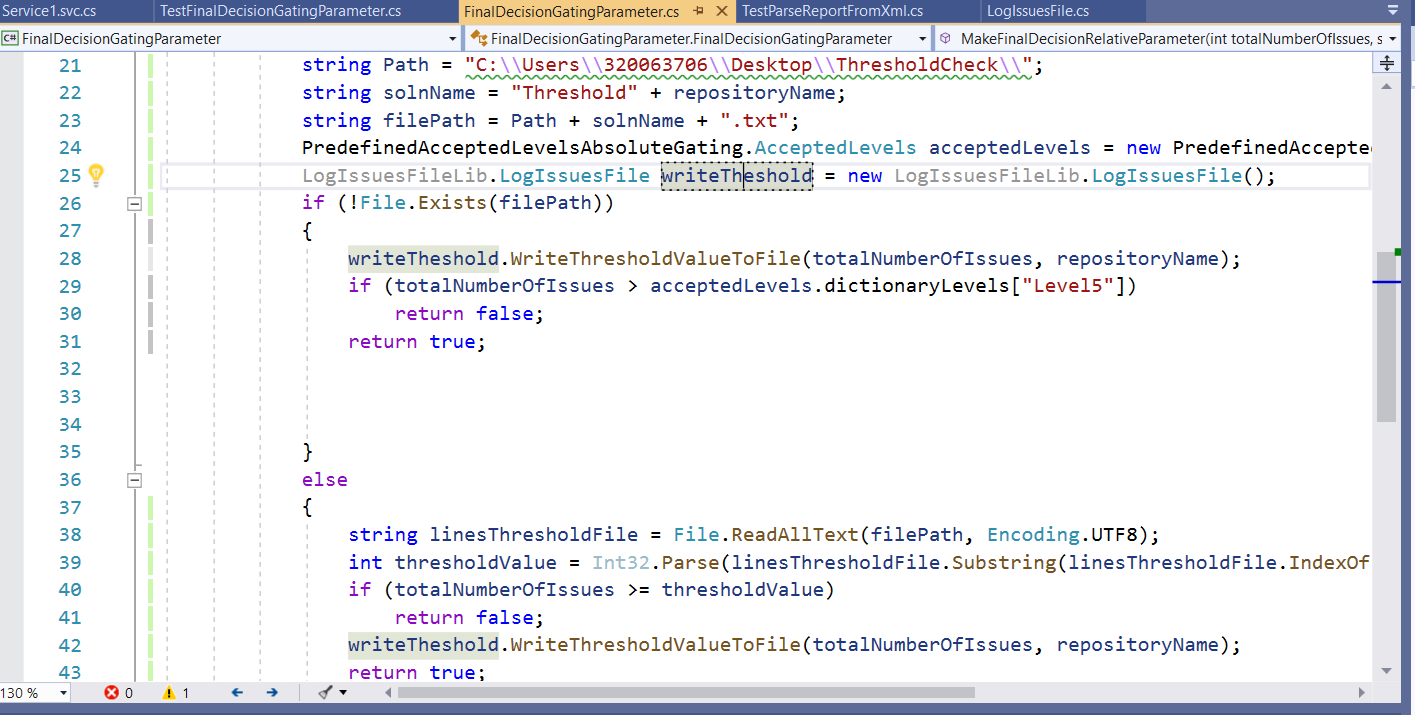 Service1.svc.cs TestFinalDecisionGatingParameter.cs FinalDecisionGatingParameter.cs TestParseReportFromXml.cs LogIssuesFile.cs
C# FinalDecisionGatingParameter FinalDecisionGatingParameter.FinalDecisionGatingParameter MakeFinalDecisionRelativeParameter(int totalNumberOfIssues, s
21 string Path = "C:\\Users\\320063706\\Desktop\\ThresholdCheck\\";
22 string solnName = "Threshold" + repositoryName;
23 string filePath = Path + solnName + ".txt";
24 PredefinedAcceptedLevelsAbsoluteGating.AcceptedLevels acceptedLevels = new PredefinedAccepte
25 LogIssuesFileLib.LogIssuesFile writeTheshold = new LogIssuesFileLib.LogIssuesFile();
26 if (!File.Exists(filePath))
27 {
28 writeTheshold.WriteThresholdValueToFile(totalNumberOfIssues, repositoryName);
29 if (totalNumberOfIssues > acceptedLevels.dictionaryLevels["Level5"])
30 return false;
31 return true;
32
33
34
35 }
36 else
37 {
38 string linesThresholdFile = File.ReadAllText(filePath, Encoding.UTF8);
39 int thresholdValue = Int32.Parse(linesThresholdFile.Substring(linesThresholdFile.IndexOf
40 if (totalNumberOfIssues >= thresholdValue)
41 return false;
42 writeTheshold.WriteThresholdValueToFile(totalNumberOfIssues, repositoryName);
43 return true;
130 % 0 1